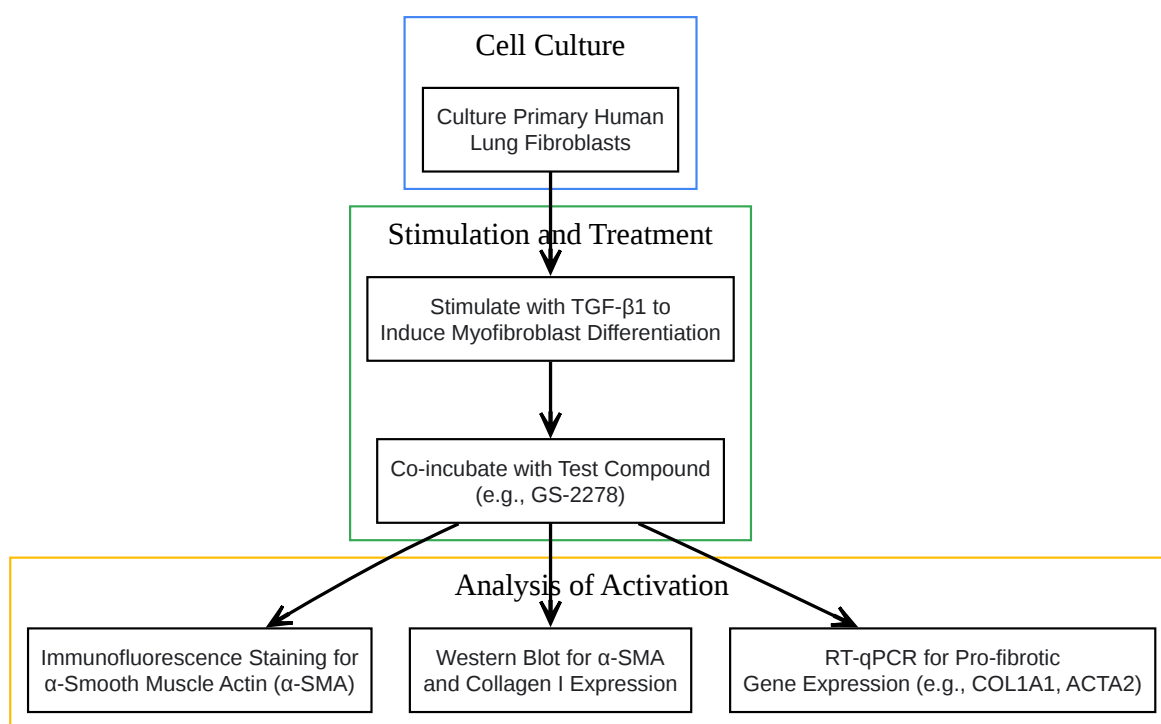 Cell Culture
Culture Primary Human
Lung Fibroblasts
Stimulation and Treatment
Stimulate with TGF-β1 to
Induce Myofibroblast Differentiation
Co-incubate with Test Compound
(e.g., GS-2278)
Analysis of Activation
Immunofluorescence Staining for
α-Smooth Muscle Actin (α-SMA)
Western Blot for α-SMA
and Collagen I Expression
RT-qPCR for Pro-fibrotic
Gene Expression (e.g., COL1A1, ACTA2)